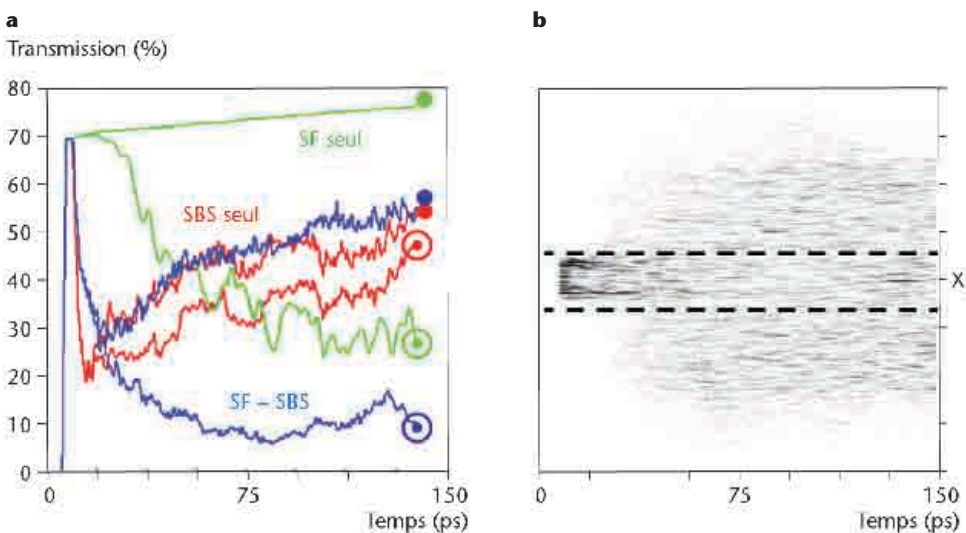 a
Transmission (%)
80
70
60
50
40
30
20
10
0
SF seul
SBS seul
SF – SBS
0
75
150
Temps (ps)
b
X
0
75
150
Temps (ps)